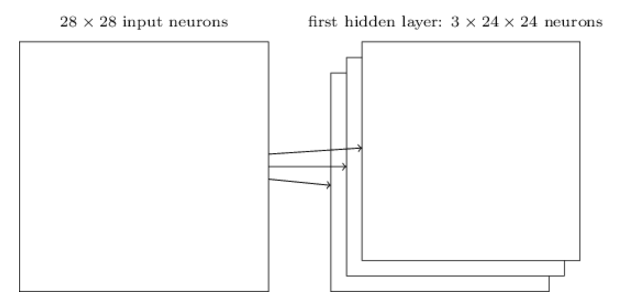 28 × 28 input neurons
first hidden layer: 3 × 24 × 24 neurons